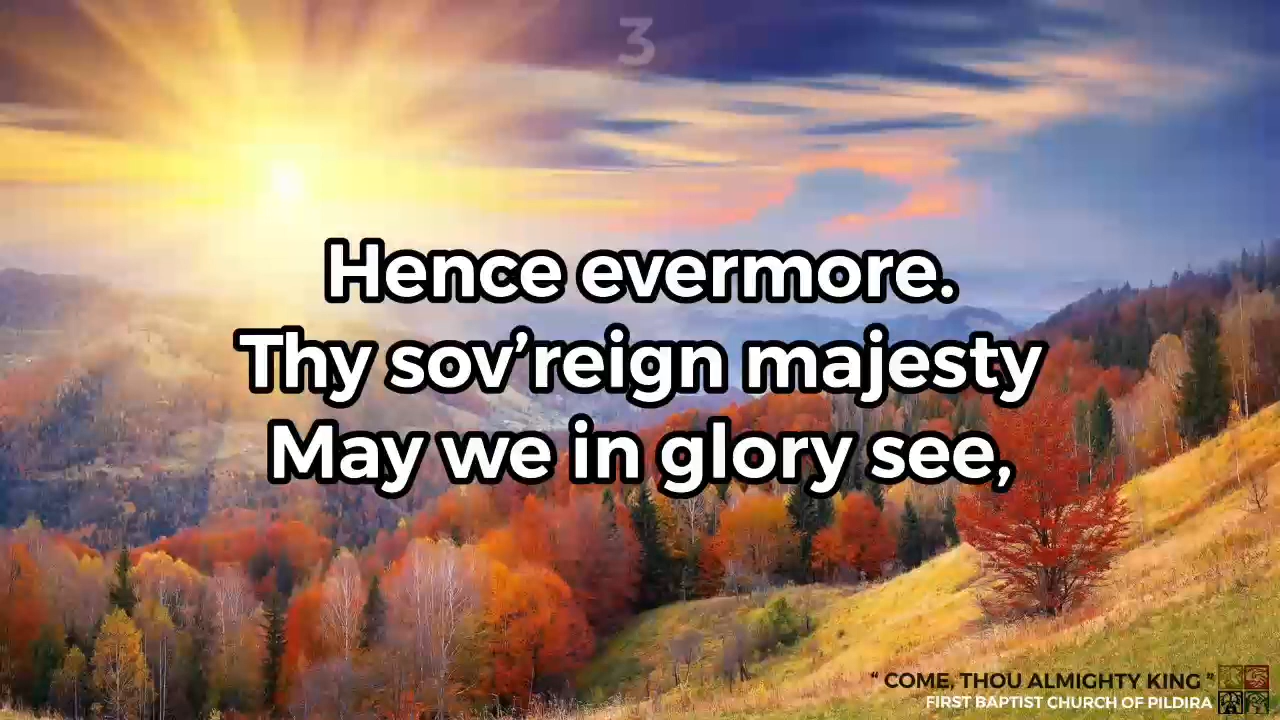 3
Hence evermore.
Thy sov’reign majesty
May we in glory see,
“ COME, THOU ALMIGHTY KING ”
FIRST BAPTIST CHURCH OF PILDIRA